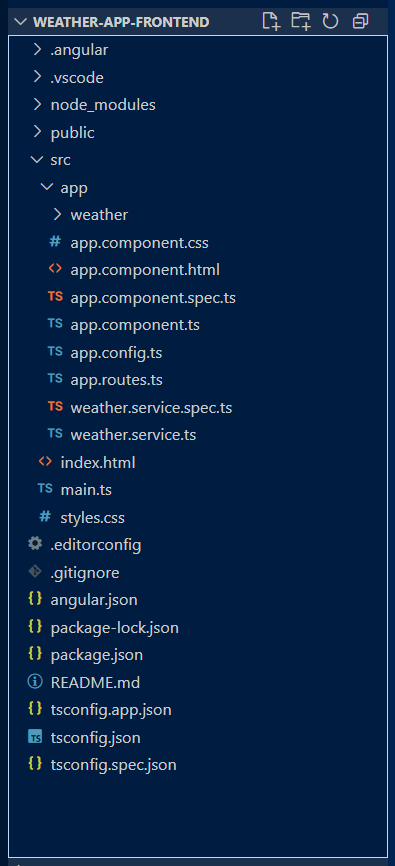 WEATHER-APP-FRONTEND
.angular
.vscode
node_modules
public
src
app
weather
# app.component.css
<> app.component.html
TS app.component.spec.ts
TS app.component.ts
TS app.config.ts
TS app.routes.ts
TS weather.service.spec.ts
TS weather.service.ts
<> index.html
TS main.ts
# styles.css
.editorconfig
.gitignore
{} angular.json
{} package-lock.json
{} package.json
README.md
{} tsconfig.app.json
TS tsconfig.json
{} tsconfig.spec.json